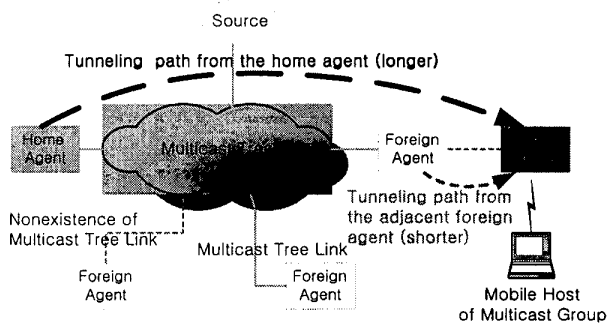 Source
Tunneling path from the home agent (longer)
Home
Agent
Multicast
Foreign
Agent
Tunneling path from
the adjacent foreign
agent (shorter)
Nonexistence of
Multicast Tree Link
Multicast Tree Link
Foreign
Agent
Foreign
Agent
Mobile Host
of Multicast Group